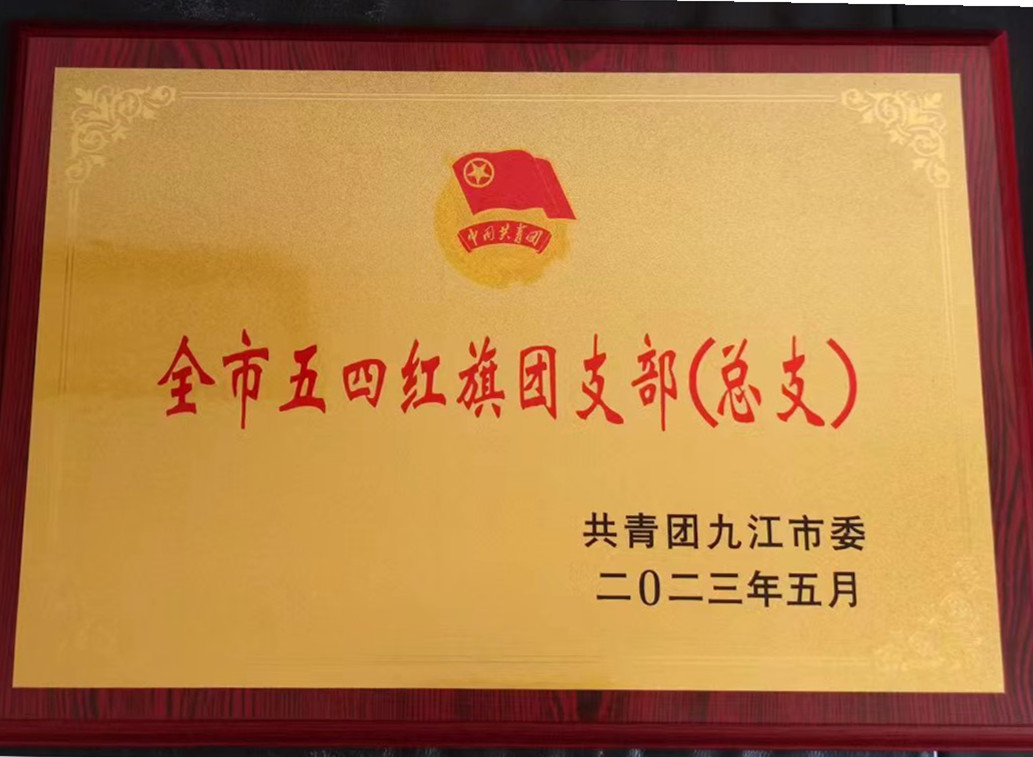 中国共青团
全市五四红旗团支部(总支)
共青团九江市委
二〇二三年五月